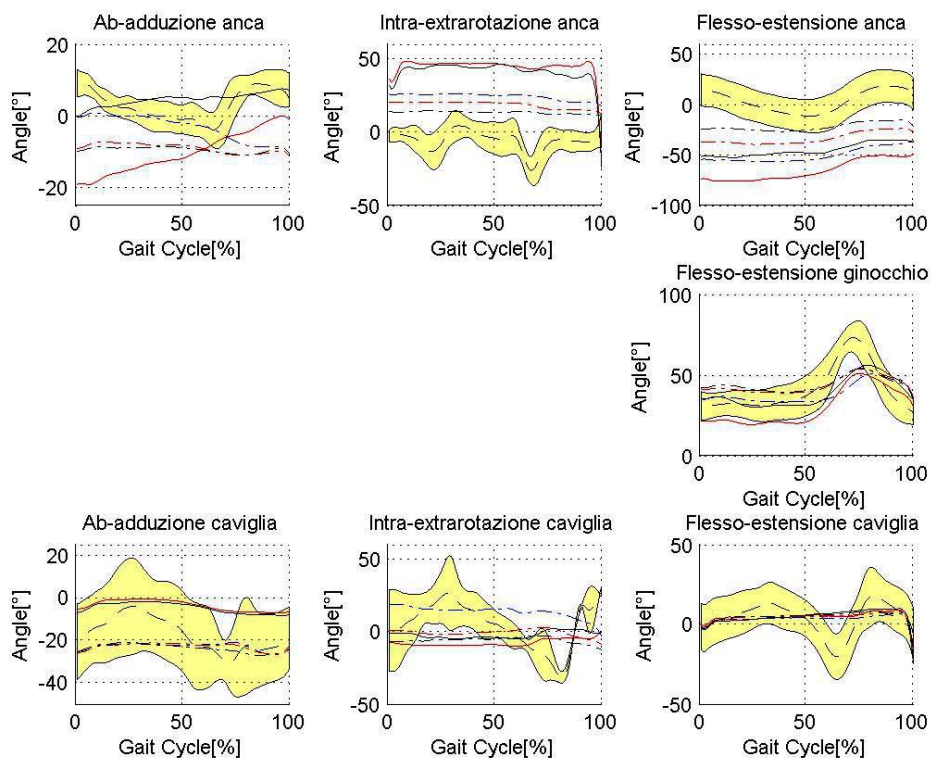 Ab-adduzione anca
Intra-extrarotazione anca
Flesso-estensione anca
20
0
-20
Angle[°]
0
50
100
Gait Cycle[%]
50
0
-50
Angle[°]
0
50
100
Gait Cycle[%]
50
0
-50
-100
Angle[°]
0
50
100
Gait Cycle[%]
Flesso-estensione ginocchio
100
50
0
Angle[°]
0
50
100
Gait Cycle[%]
Ab-adduzione caviglia
Intra-extrarotazione caviglia
Flesso-estensione caviglia
20
0
-20
-40
Angle[°]
0
50
100
Gait Cycle[%]
50
0
-50
Angle[°]
0
50
100
Gait Cycle[%]
50
0
-50
Angle[°]
0
50
100
Gait Cycle[%]